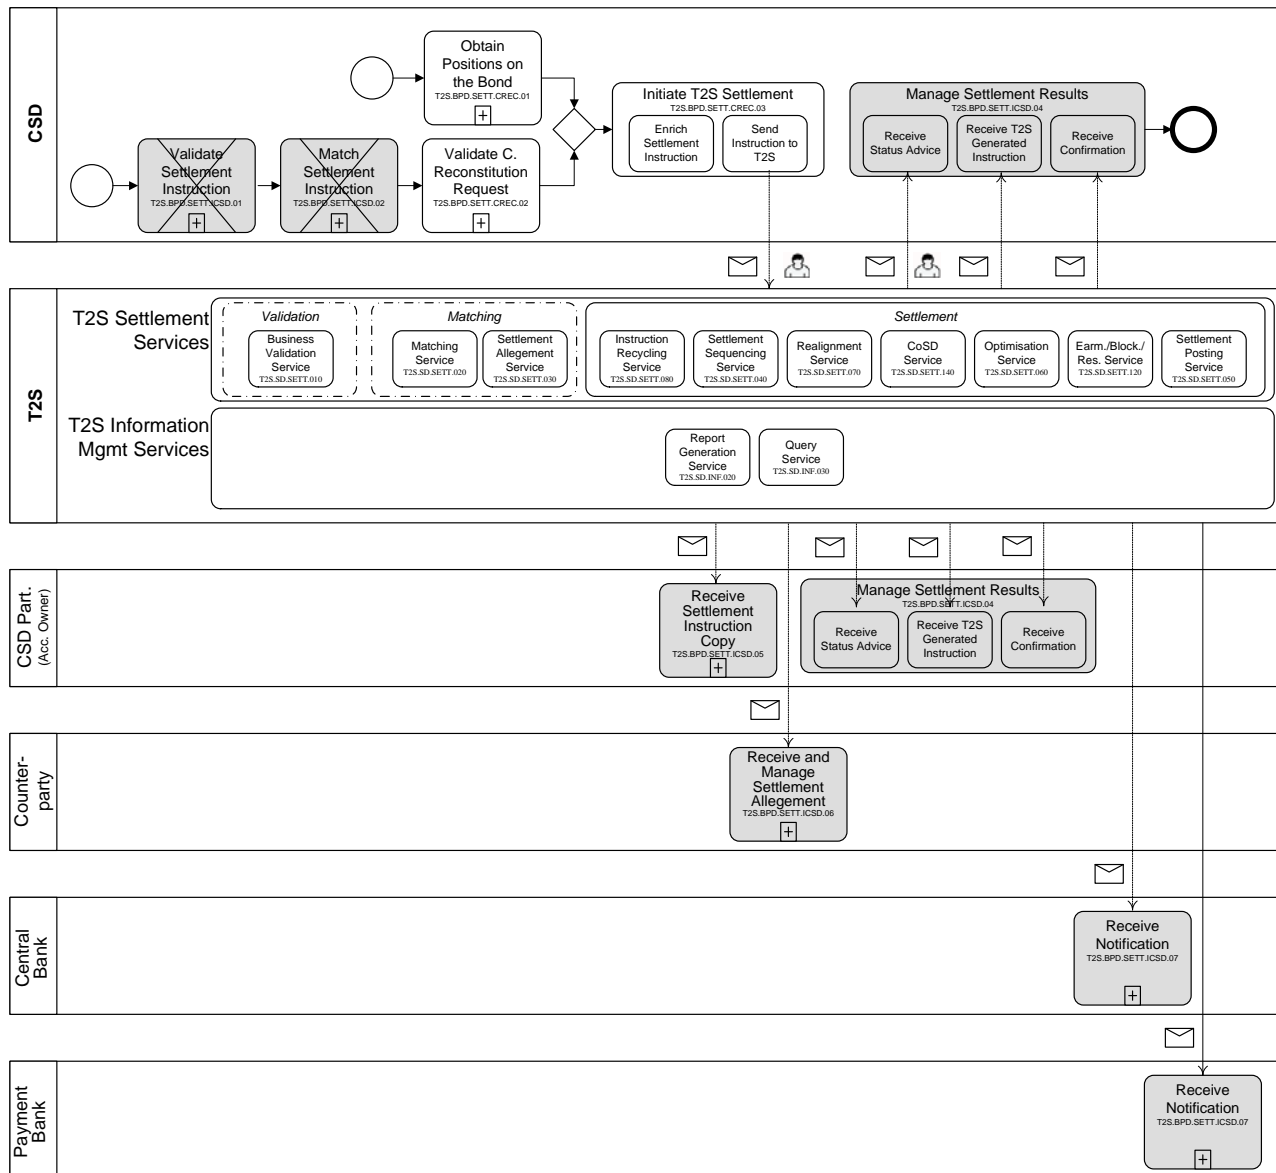 CSD
Obtain
Positions on
the Bond
T2S.BPD.SETT.CREC.01
Validate
Settlement
Instruction
T2S.BPD.SETT.ICSD.01
Match
Settlement
Instruction
T2S.BPD.SETT.ICSD.02
Validate C.
Reconstitution
Request
T2S.BPD.SETT.CREC.02
Initiate T2S Settlement
T2S.BPD.SETT.CREC.03
Enrich
Settlement
Instruction
Send
Instruction to
T2S
Manage Settlement Results
T2S.BPD.SETT.ICSD.04
Receive
Status Advice
Receive T2S
Generated
Instruction
Receive
Confirmation
T2S
T2S Settlement
Services
Validation
Business
Validation
Service
T2S.SD.SETT.010
Matching
Matching
Service
T2S.SD.SETT.020
Settlement
Allegement
Service
T2S.SD.SETT.030
Settlement
Instruction
Recycling
Service
T2S.SD.SETT.080
Settlement
Sequencing
Service
T2S.SD.SETT.040
Realignment
Service
T2S.SD.SETT.070
CoSD
Service
T2S.SD.SETT.140
Optimisation
Service
T2S.SD.SETT.060
Earm./Block./
Res. Service
T2S.SD.SETT.120
Settlement
Posting
Service
T2S.SD.SETT.050
T2S Information
Mgmt Services
Report
Generation
Service
T2S.SD.INF.020
Query
Service
T2S.SD.INF.030
CSD Part.
(Acc. Owner)
Receive
Settlement
Instruction
Copy
T2S.BPD.SETT.ICSD.05
Manage Settlement Results
T2S.BPD.SETT.ICSD.04
Receive
Status Advice
Receive T2S
Generated
Instruction
Receive
Confirmation
Counter-
party
Receive and
Manage
Settlement
Allegement
T2S.BPD.SETT.ICSD.06
Central
Bank
Receive
Notification
T2S.BPD.SETT.ICSD.07
Payment
Bank
Receive
Notification
T2S.BPD.SETT.ICSD.07